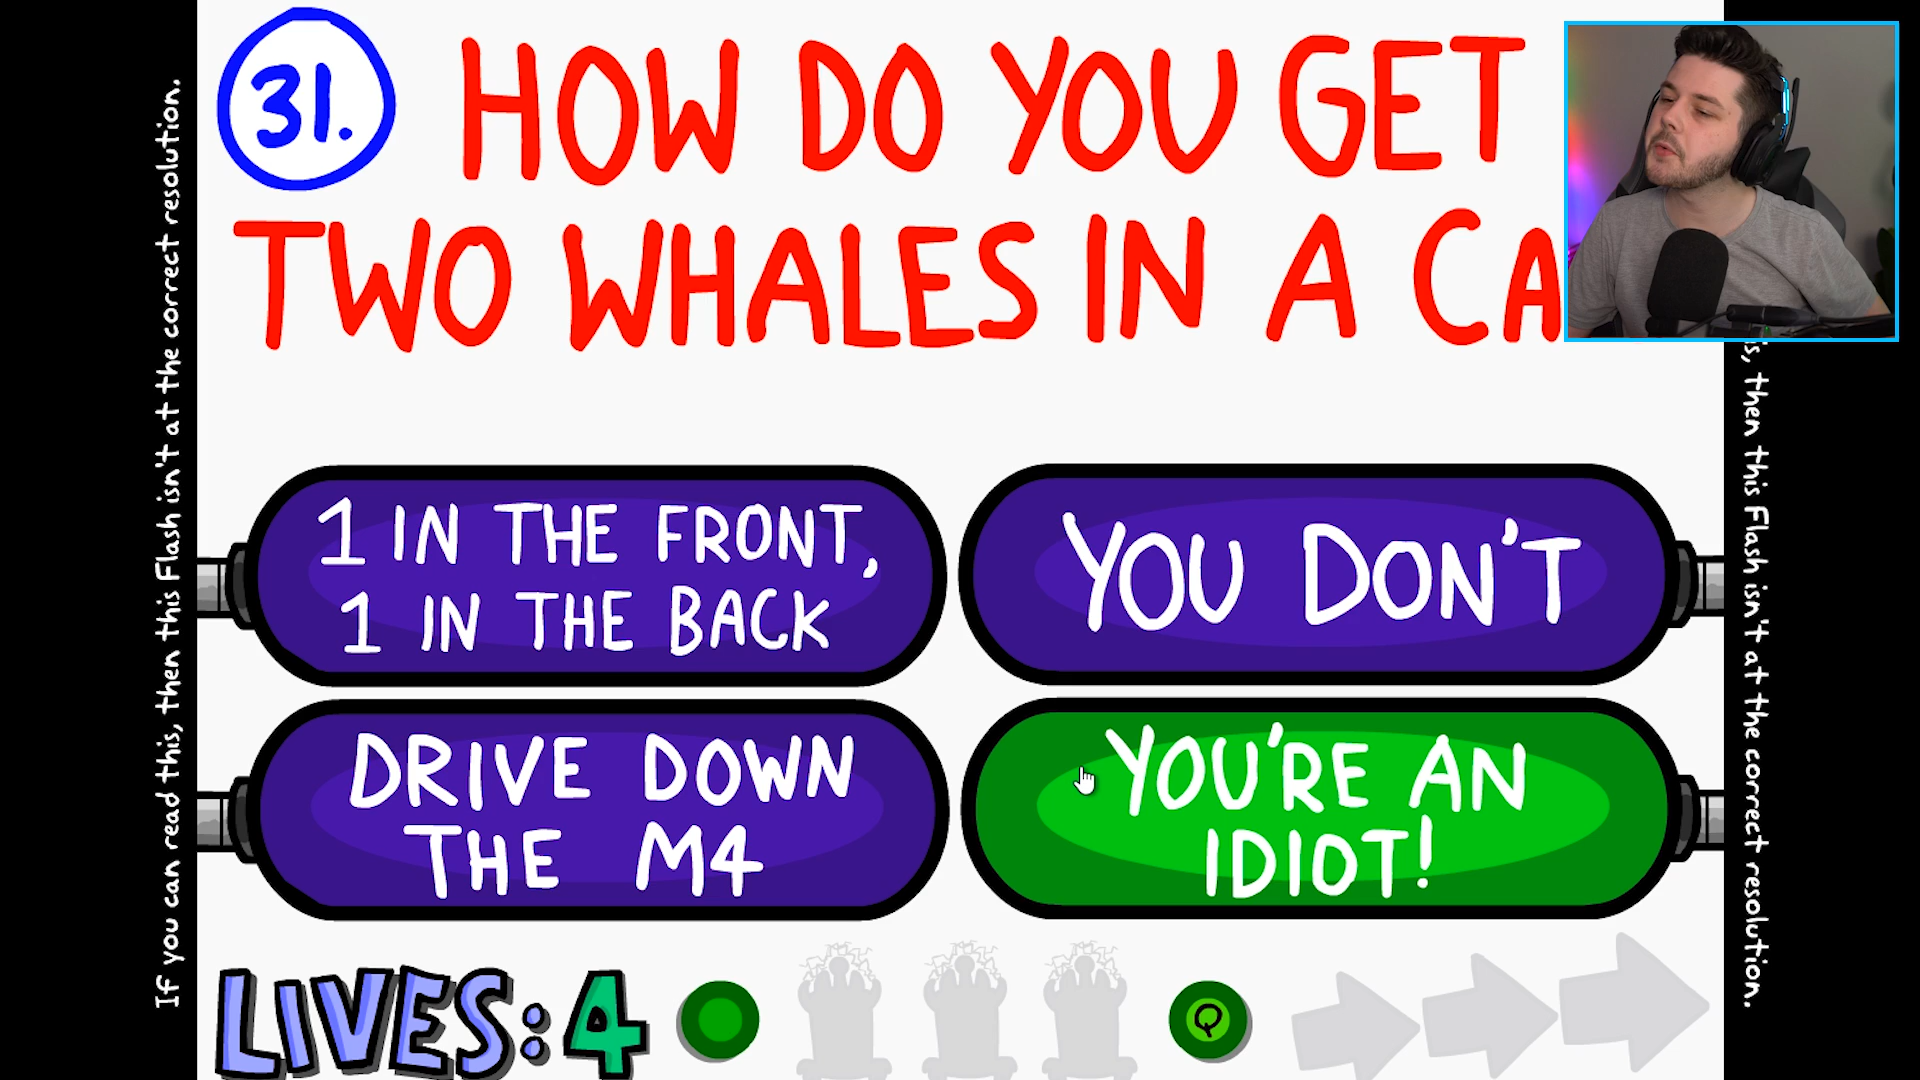 31. HOW DO YOU GET
TWO WHALES IN A CA
1 IN THE FRONT,
1 IN THE BACK
YOU DON'T
DRIVE DOWN
THE M4
YOU'RE AN
IDIOT!
LIVES: 4
Q
If you can read this, then this Flash isn't at the correct resolution.
then this Flash isn't at the correct resolution.